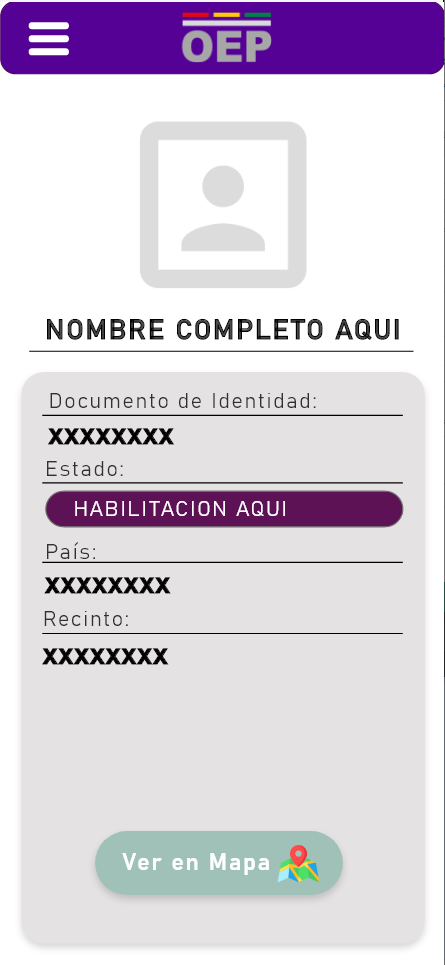 OEP
NOMBRE COMPLETO AQUI
Documento de Identidad:
XXXXXXXX
Estado:
HABILITACION AQUI
País:
XXXXXXXX
Recinto:
XXXXXXXX
Ver en Mapa